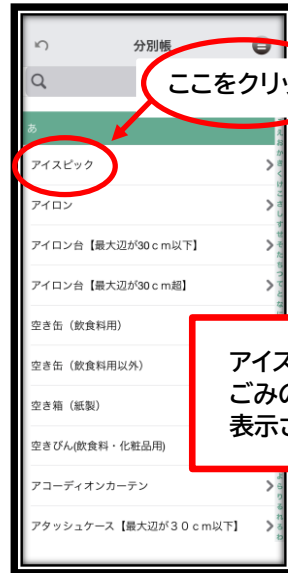 分別帳
ここをクリッ
あ
アイスピック
アイロン
アイロン台【最大辺が30ｃｍ以下】
アイロン台【最大辺が30ｃｍ超】
空き缶（飲食料用）
空き缶（飲食料用以外）
空き箱（紙製）
空きびん(飲食料・化粧品用)
アコーディオンカーテン
アタッシュケース【最大辺が３０ｃｍ以下】
アイス
ごみの
表示さ